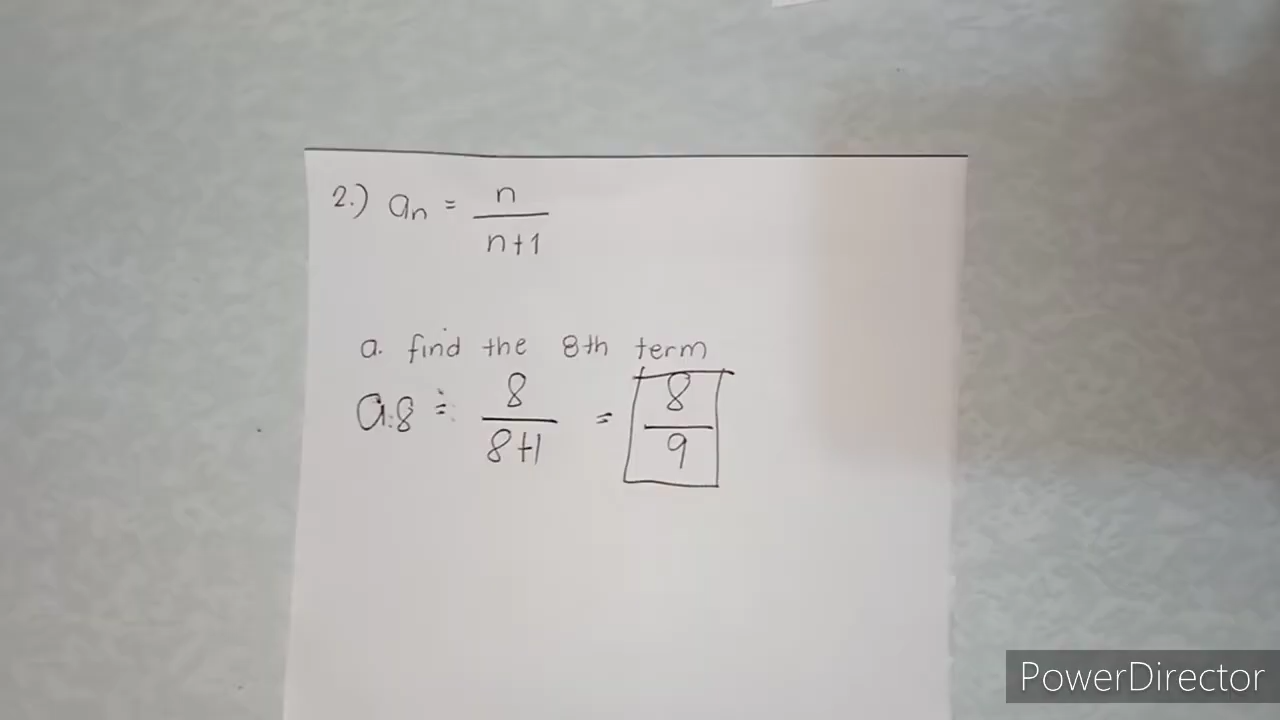 2.) an = n / n+1
a. find the 8th term
a8 = 8 / 8+1 = 8 / 9
PowerDirector